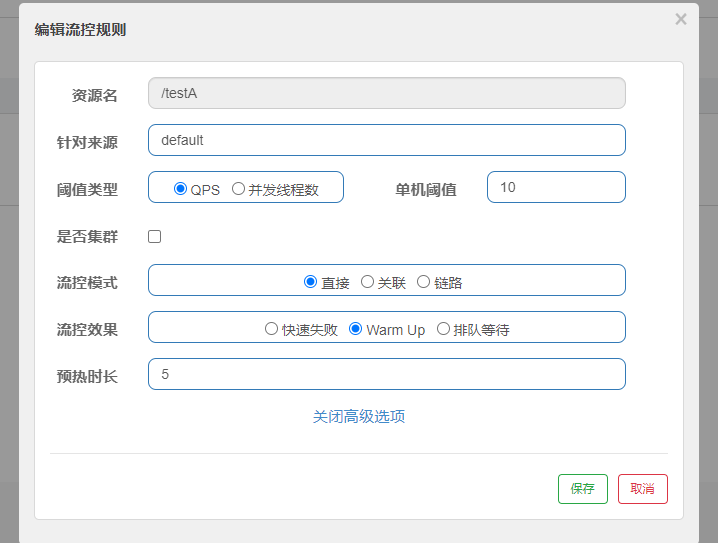 编辑流控规则 ×
资源名 /testA
针对来源 default
阈值类型 QPS 并发线程数 单机阈值 10
是否集群
流控模式 直接 关联 链路
流控效果 快速失败 Warm Up 排队等待
预热时长 5
关闭高级选项
保存 取消